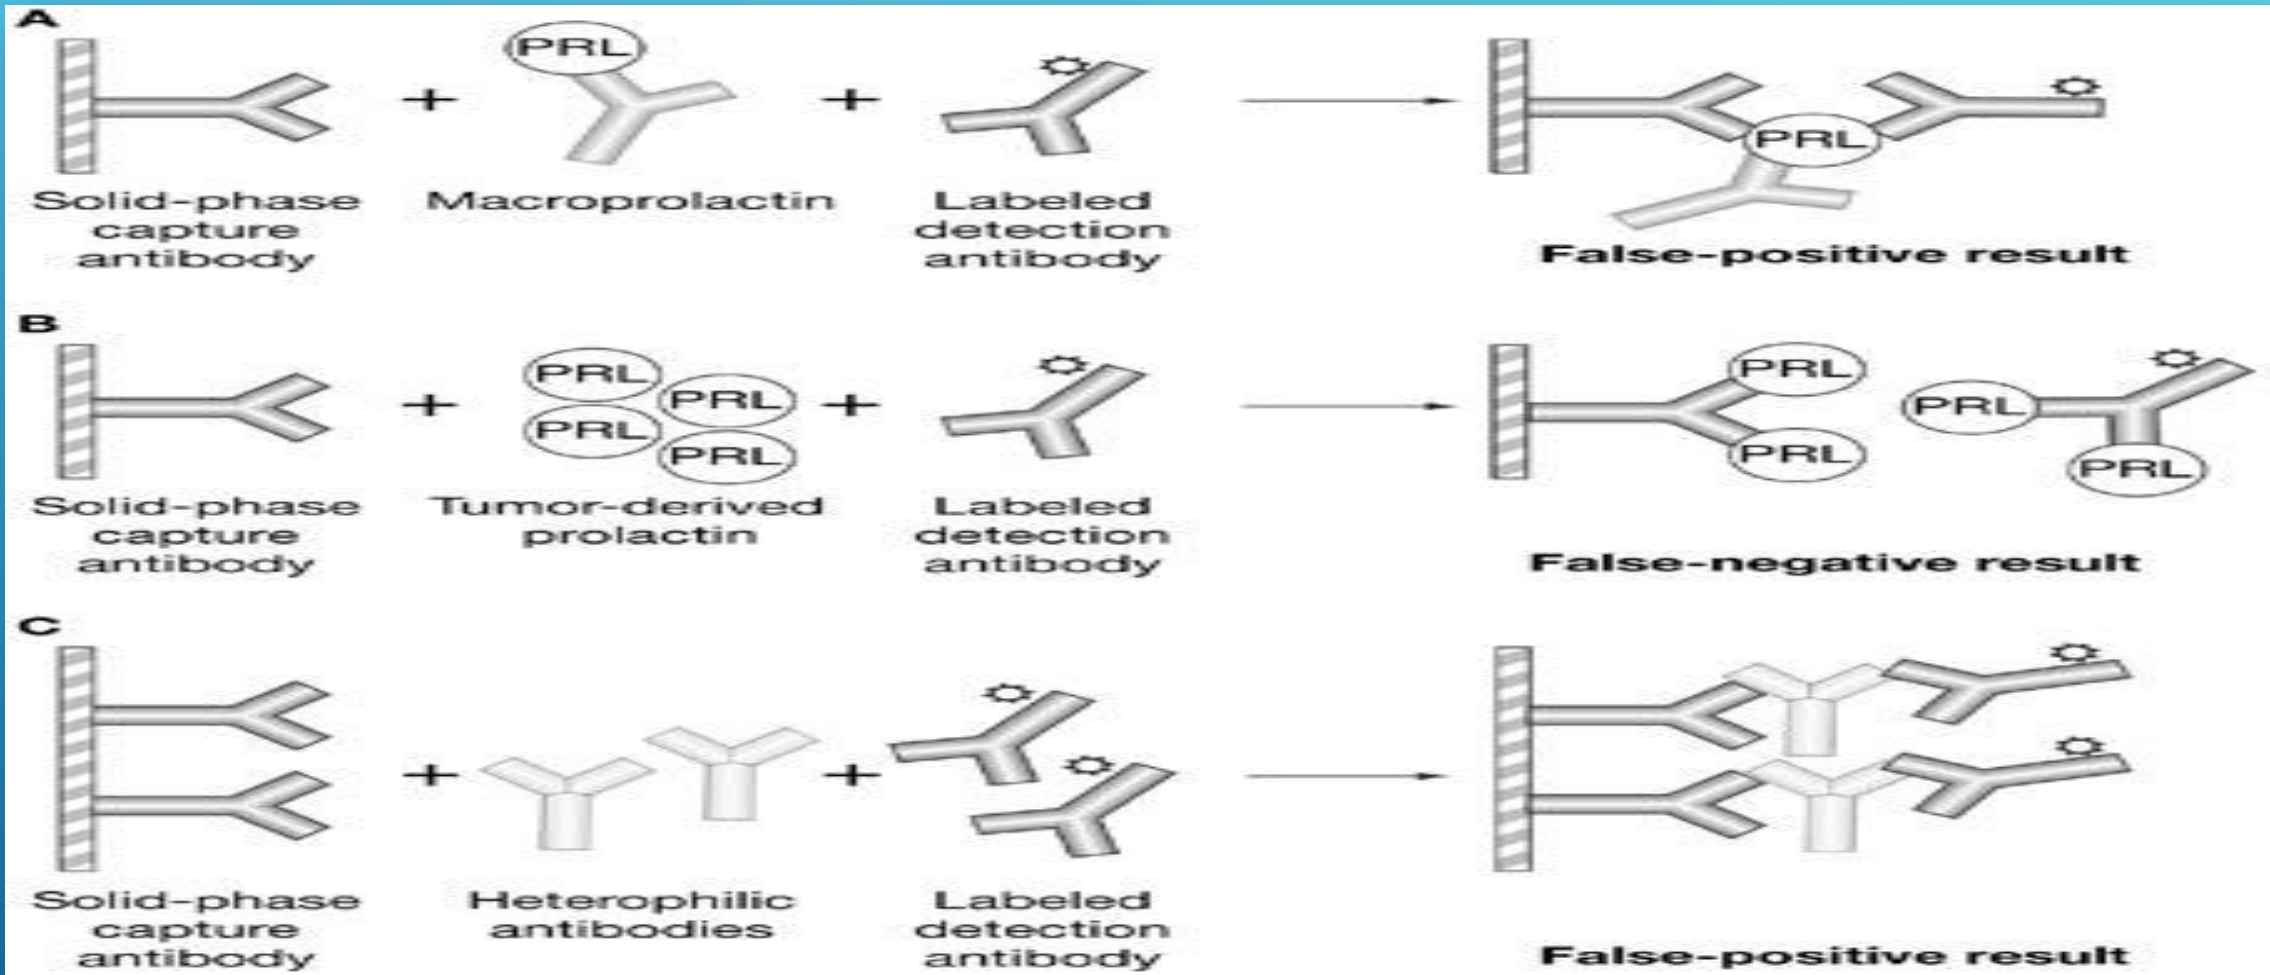 A
PRL
PRL
Solid-phase
capture
antibody
+
Macroprolactin
+
Labeled
detection
antibody
False-positive result
B
PRL
PRL
PRL
PRL
PRL
PRL
PRL
PRL
Solid-phase
capture
antibody
+
Tumor-derived
prolactin
+
Labeled
detection
antibody
False-negative result
C
Solid-phase
capture
antibody
+
Heterophilic
antibodies
+
Labeled
detection
antibody
False-positive result